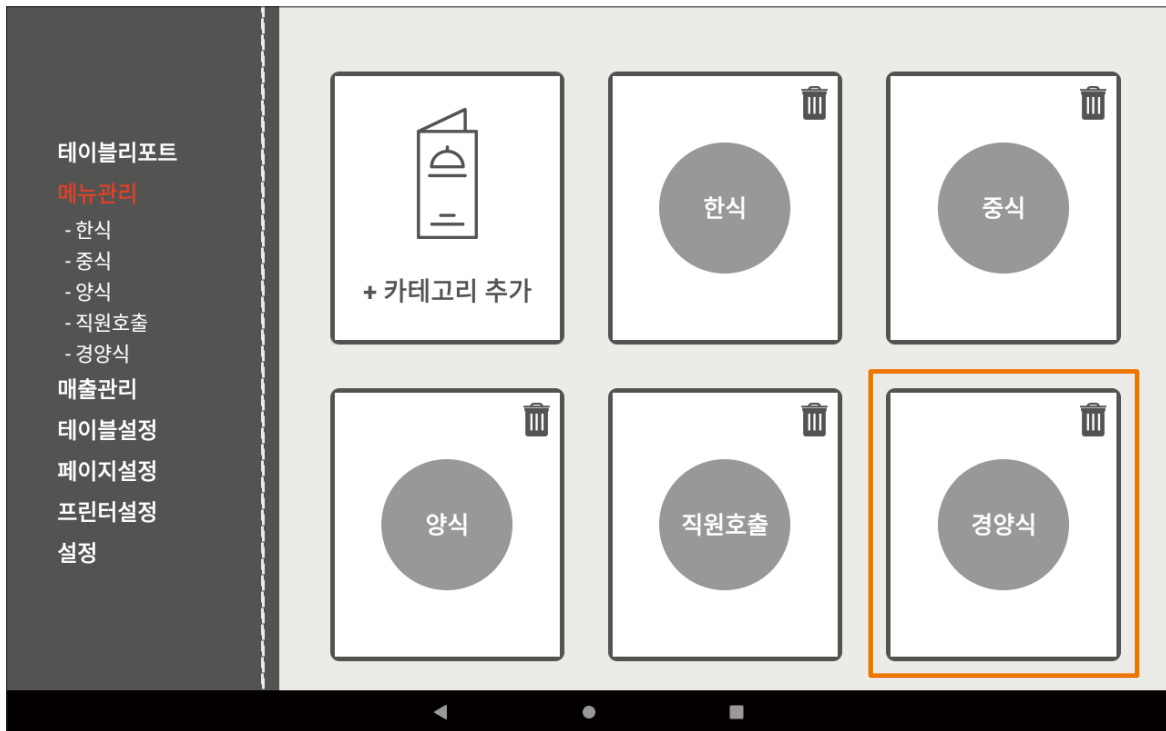 테이블리포트
메뉴관리
- 한식
- 중식
- 양식
- 직원호출
- 경양식
매출관리
테이블설정
페이지설정
프린터설정
설정
+ 카테고리 추가
한식
중식
양식
직원호출
경양식